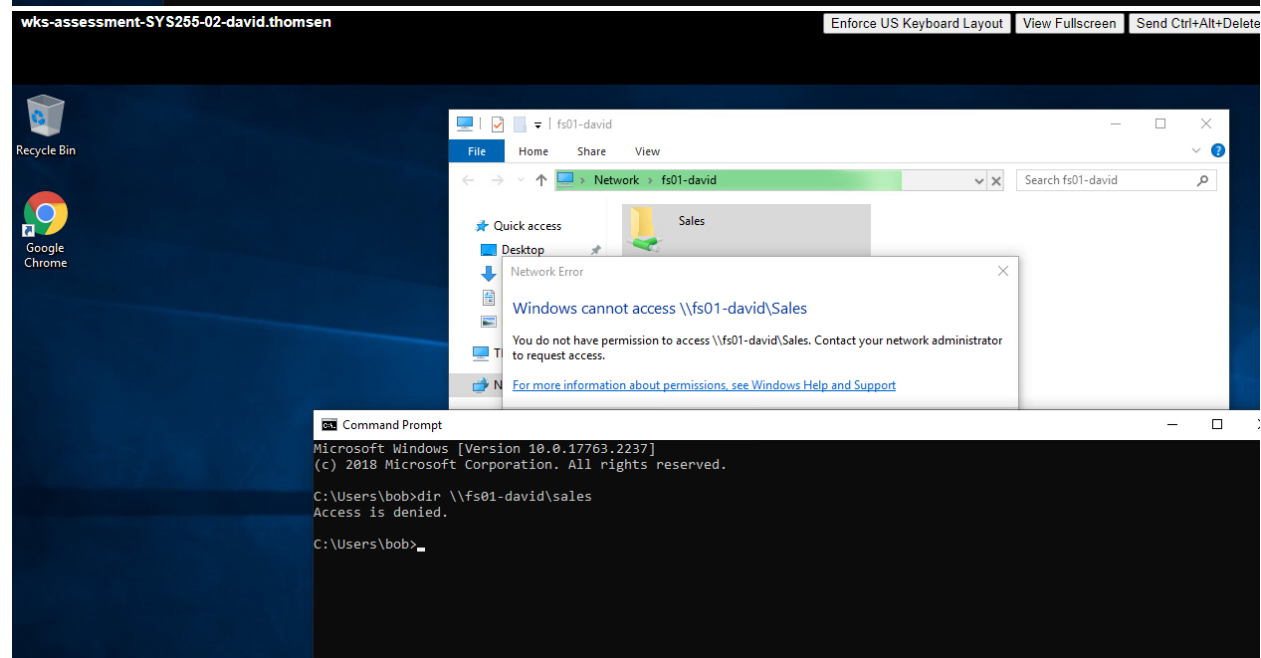 wks-assessment-SYS255-02-david.thomsen
Enforce US Keyboard Layout View Fullscreen Send Ctrl+Alt+Delete
Recycle Bin
Google
Chrome
fs01-david
File Home Share View
Network > fs01-david
Search fs01-david
Quick access
Desktop
Sales
Network Error
Windows cannot access \\fs01-david\Sales
You do not have permission to access \\fs01-david\Sales. Contact your network administrator
to request access.
For more information about permissions, see Windows Help and Support
Command Prompt
Microsoft Windows [Version 10.0.17763.2237]
(c) 2018 Microsoft Corporation. All rights reserved.
C:\Users\bob>dir \\fs01-david\sales
Access is denied.
C:\Users\bob>